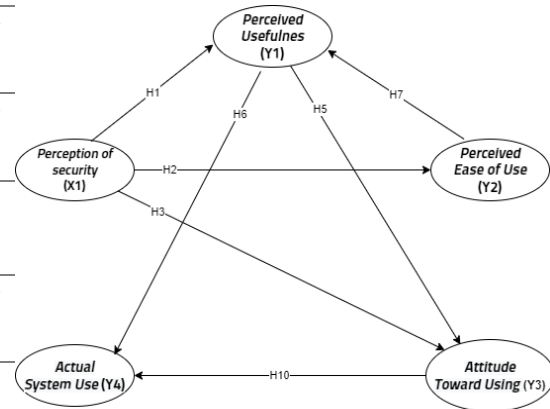 Perceived
Usefulnes
(Y1)
H1
H7
H6
H5
Perception of
security
(X1)
H2
Perceived
Ease of Use
(Y2)
H3
Actual
System Use (Y4)
H10
Attitude
Toward Using (Y3)